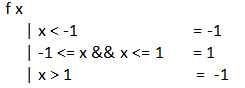 f x
| x < -1 = -1
| -1 <= x && x <= 1 = 1
| x > 1 = -1